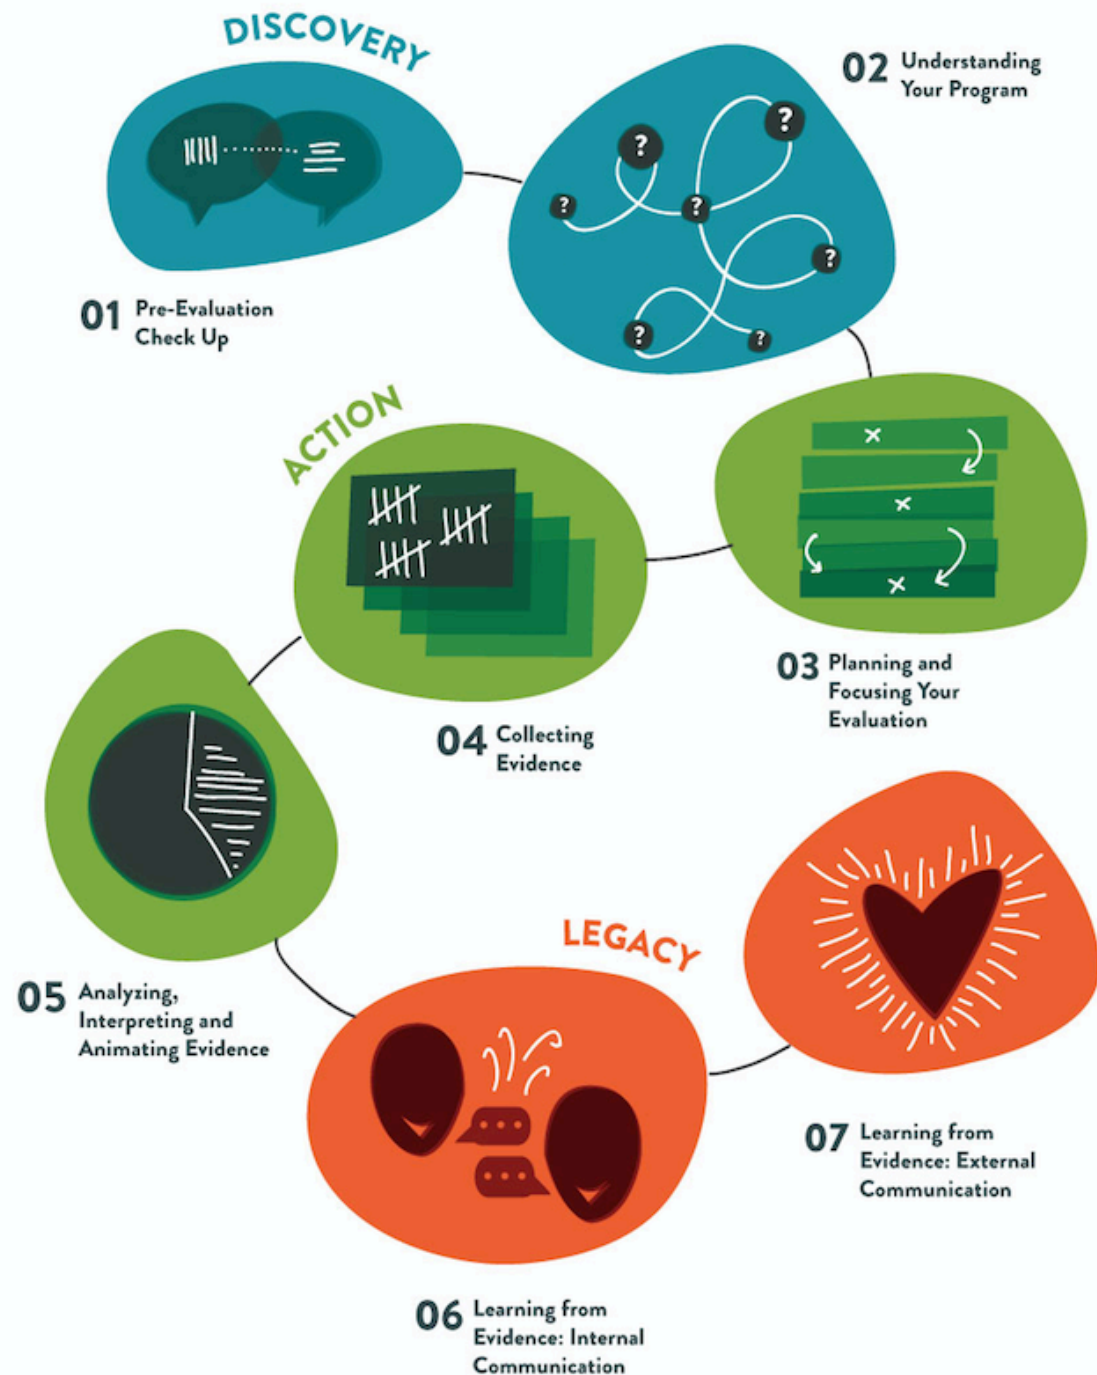 DISCOVERY
01 Pre-Evaluation
Check Up
02 Understanding
Your Program
?
?
?
?
?
?
?
ACTION
03 Planning and
Focusing Your
Evaluation
04 Collecting
Evidence
05 Analyzing,
Interpreting and
Animating Evidence
LEGACY
06 Learning from
Evidence: Internal
Communication
07 Learning from
Evidence: External
Communication